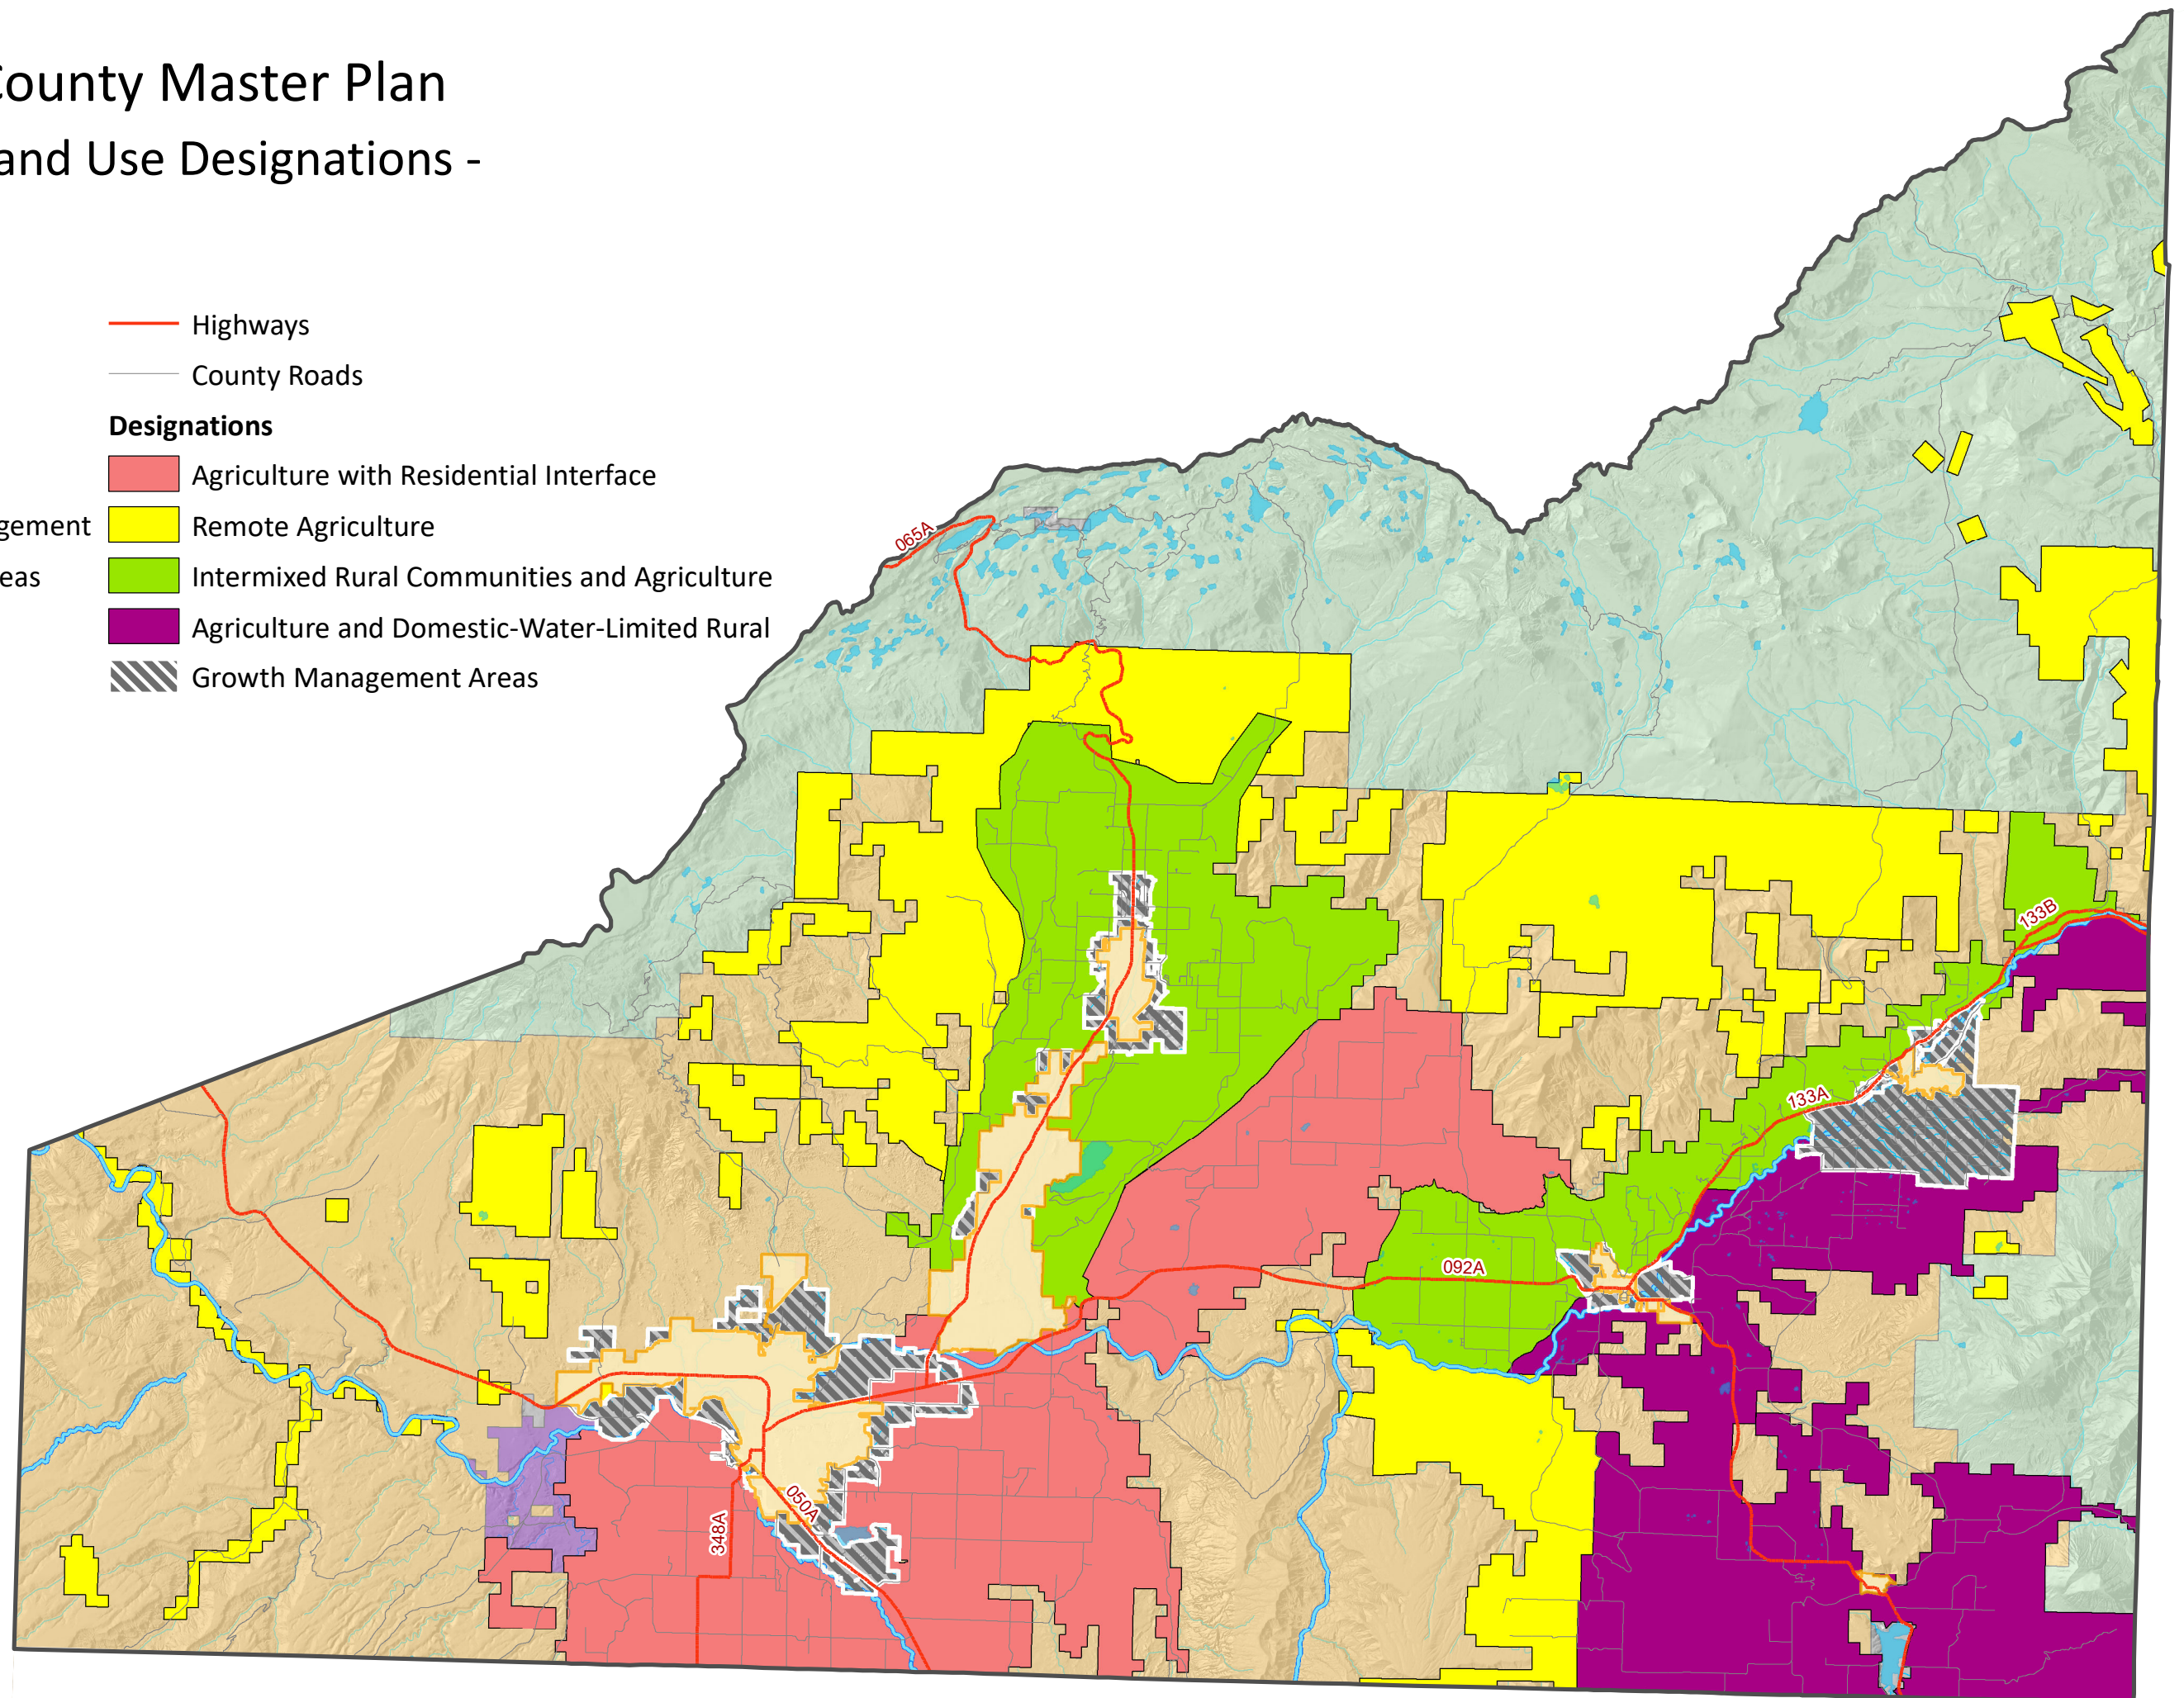 County Master Plan
and Use Designations -
Highways
County Roads
Designations
Agriculture with Residential Interface
gement
Remote Agriculture
eas
Intermixed Rural Communities and Agriculture
Agriculture and Domestic-Water-Limited Rural
Growth Management Areas
065A
133B
133A
092A
050A
348A